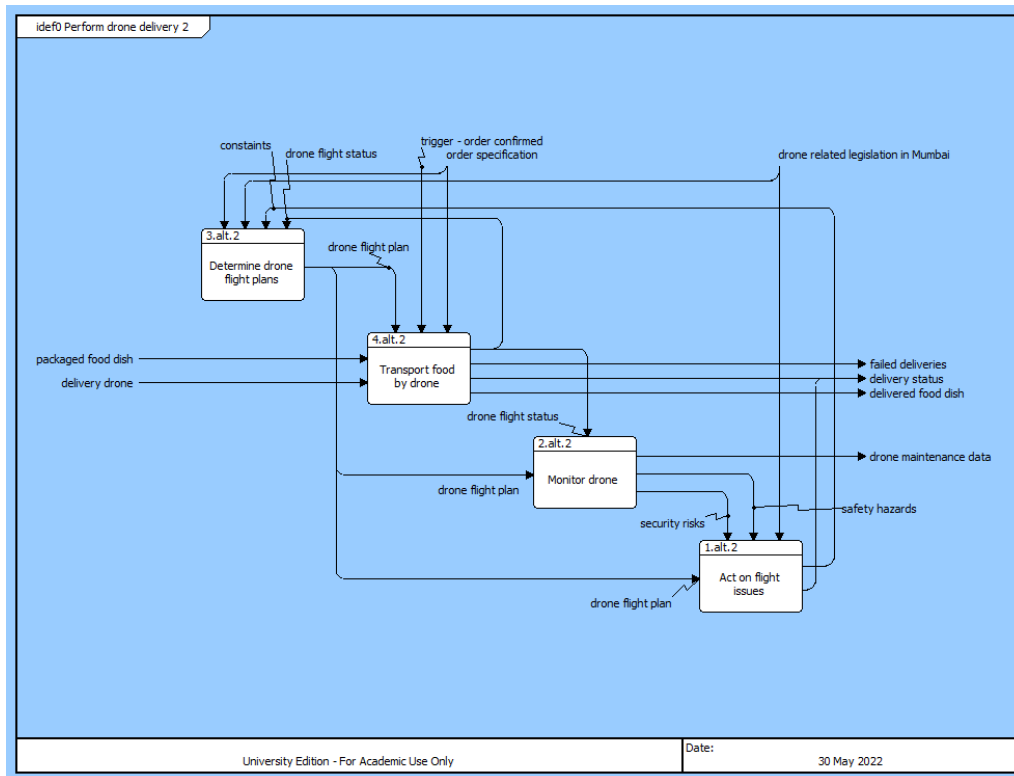 idef0 Perform drone delivery 2
trigger - order confirmed
constaints
drone flight status
order specification
drone related legislation in Mumbai
3.alt.2
Determine drone
flight plans
drone flight plan
4.alt.2
Transport food
by drone
packaged food dish
delivery drone
failed deliveries
delivery status
delivered food dish
drone flight status
2.alt.2
Monitor drone
drone maintenance data
drone flight plan
safety hazards
security risks
1.alt.2
Act on flight
issues
drone flight plan
University Edition - For Academic Use Only
Date:
30 May 2022